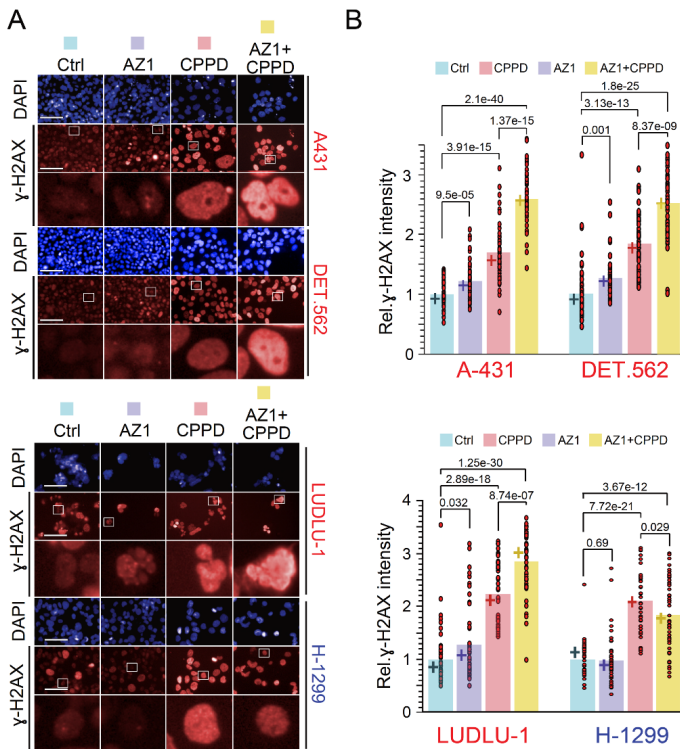 A
Ctrl AZ1 CPPD AZ1+
CPPD
DAPI
γ-H2AX
A431
DAPI
γ-H2AX
DET.562
Ctrl AZ1 CPPD AZ1+
CPPD
DAPI
γ-H2AX
LUDLU-1
DAPI
γ-H2AX
H-1299
B
Ctrl CPPD AZ1 AZ1+CPPD
2.1e-40
1.8e-25
3.91e-15
1.37e-15
3.13e-13
8.37e-09
9.5e-05
0.001
Rel.γ-H2AX intensity
3
2
1
0
A-431 DET.562
Ctrl CPPD AZ1 AZ1+CPPD
1.25e-30
2.89e-18
8.74e-07
0.032
3.67e-12
7.72e-21
0.029
0.69
Rel.γ-H2AX intensity
4
3
2
1
0
LUDLU-1 H-1299